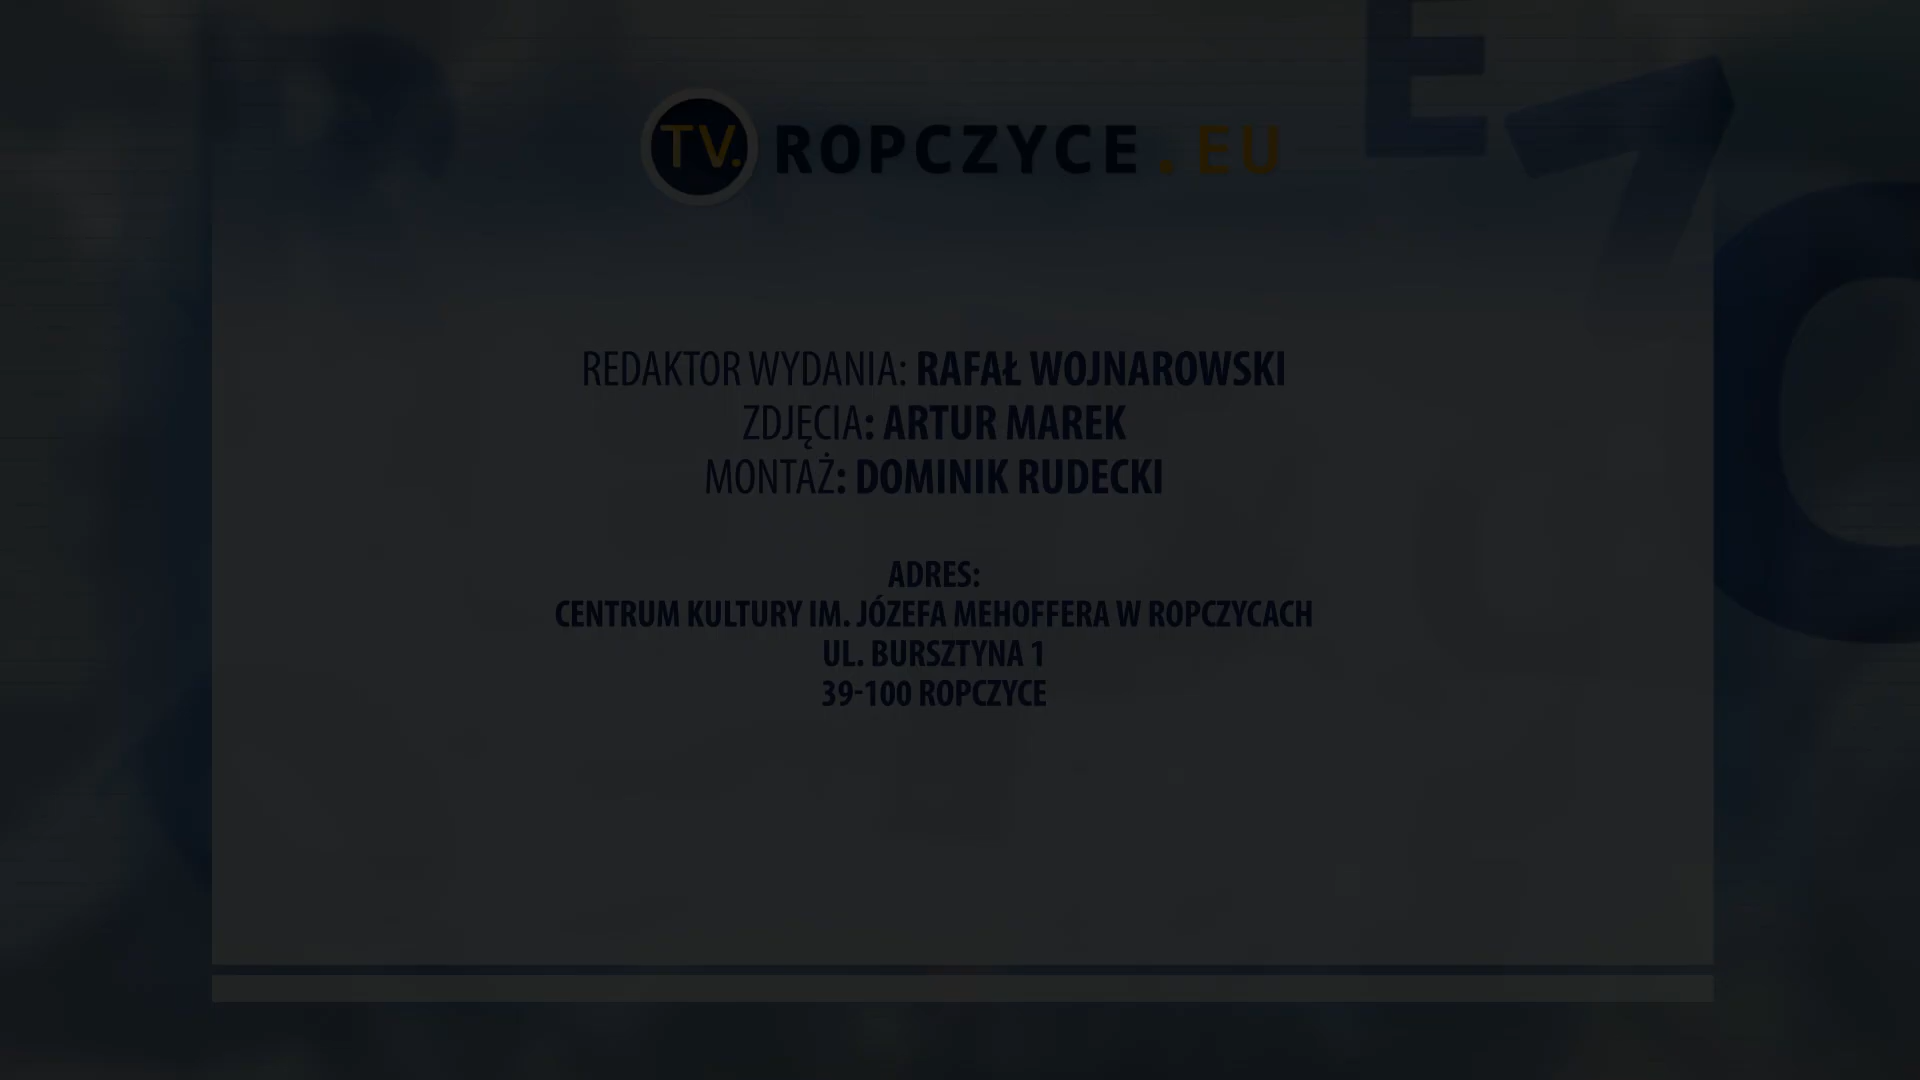 TV. ROPCZYCE.EU
REDAKTOR WYDANIA: RAFAŁ WOJNAROWSKI
ZDJĘCIA: ARTUR MAREK
MONTAŻ: DOMINIK RUDECKI
ADRES:
CENTRUM KULTURY IM. JÓZEFA MEHOFFERA W ROPCZYCACH
UL. BURSZTYNA 1
39-100 ROPCZYCE